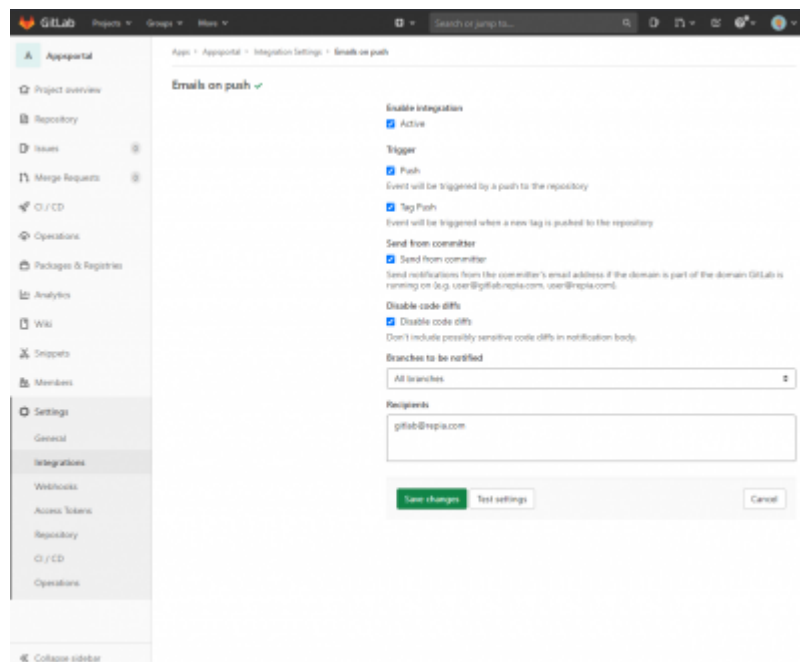 GitLab Projects Groups More Search or jump to...
A Appsportal
Apps > Appsportal > Integration Settings > Emails on push
Emails on push
Project overview
Repository
Issues 0
Merge Requests 0
CI / CD
Operations
Packages & Registries
Analytics
Wiki
Snippets
Members
Settings
General
Integrations
Webhooks
Access Tokens
Repository
CI / CD
Operations
Collapse sidebar
Enable integration
Active
Trigger
Push
Event will be triggered by a push to the repository
Tag Push
Event will be triggered when a new tag is pushed to the repository
Send from committer
Send from committer
Send notifications from the committer's email address if the domain is part of the domain GitLab is
running on (e.g. user@gitlab.repia.com, user@repia.com).
Disable code diffs
Disable code diffs
Don't include possibly sensitive code diffs in notification body.
Branches to be notified
All branches
Recipients
gitlab@repia.com
Save changes Test settings Cancel